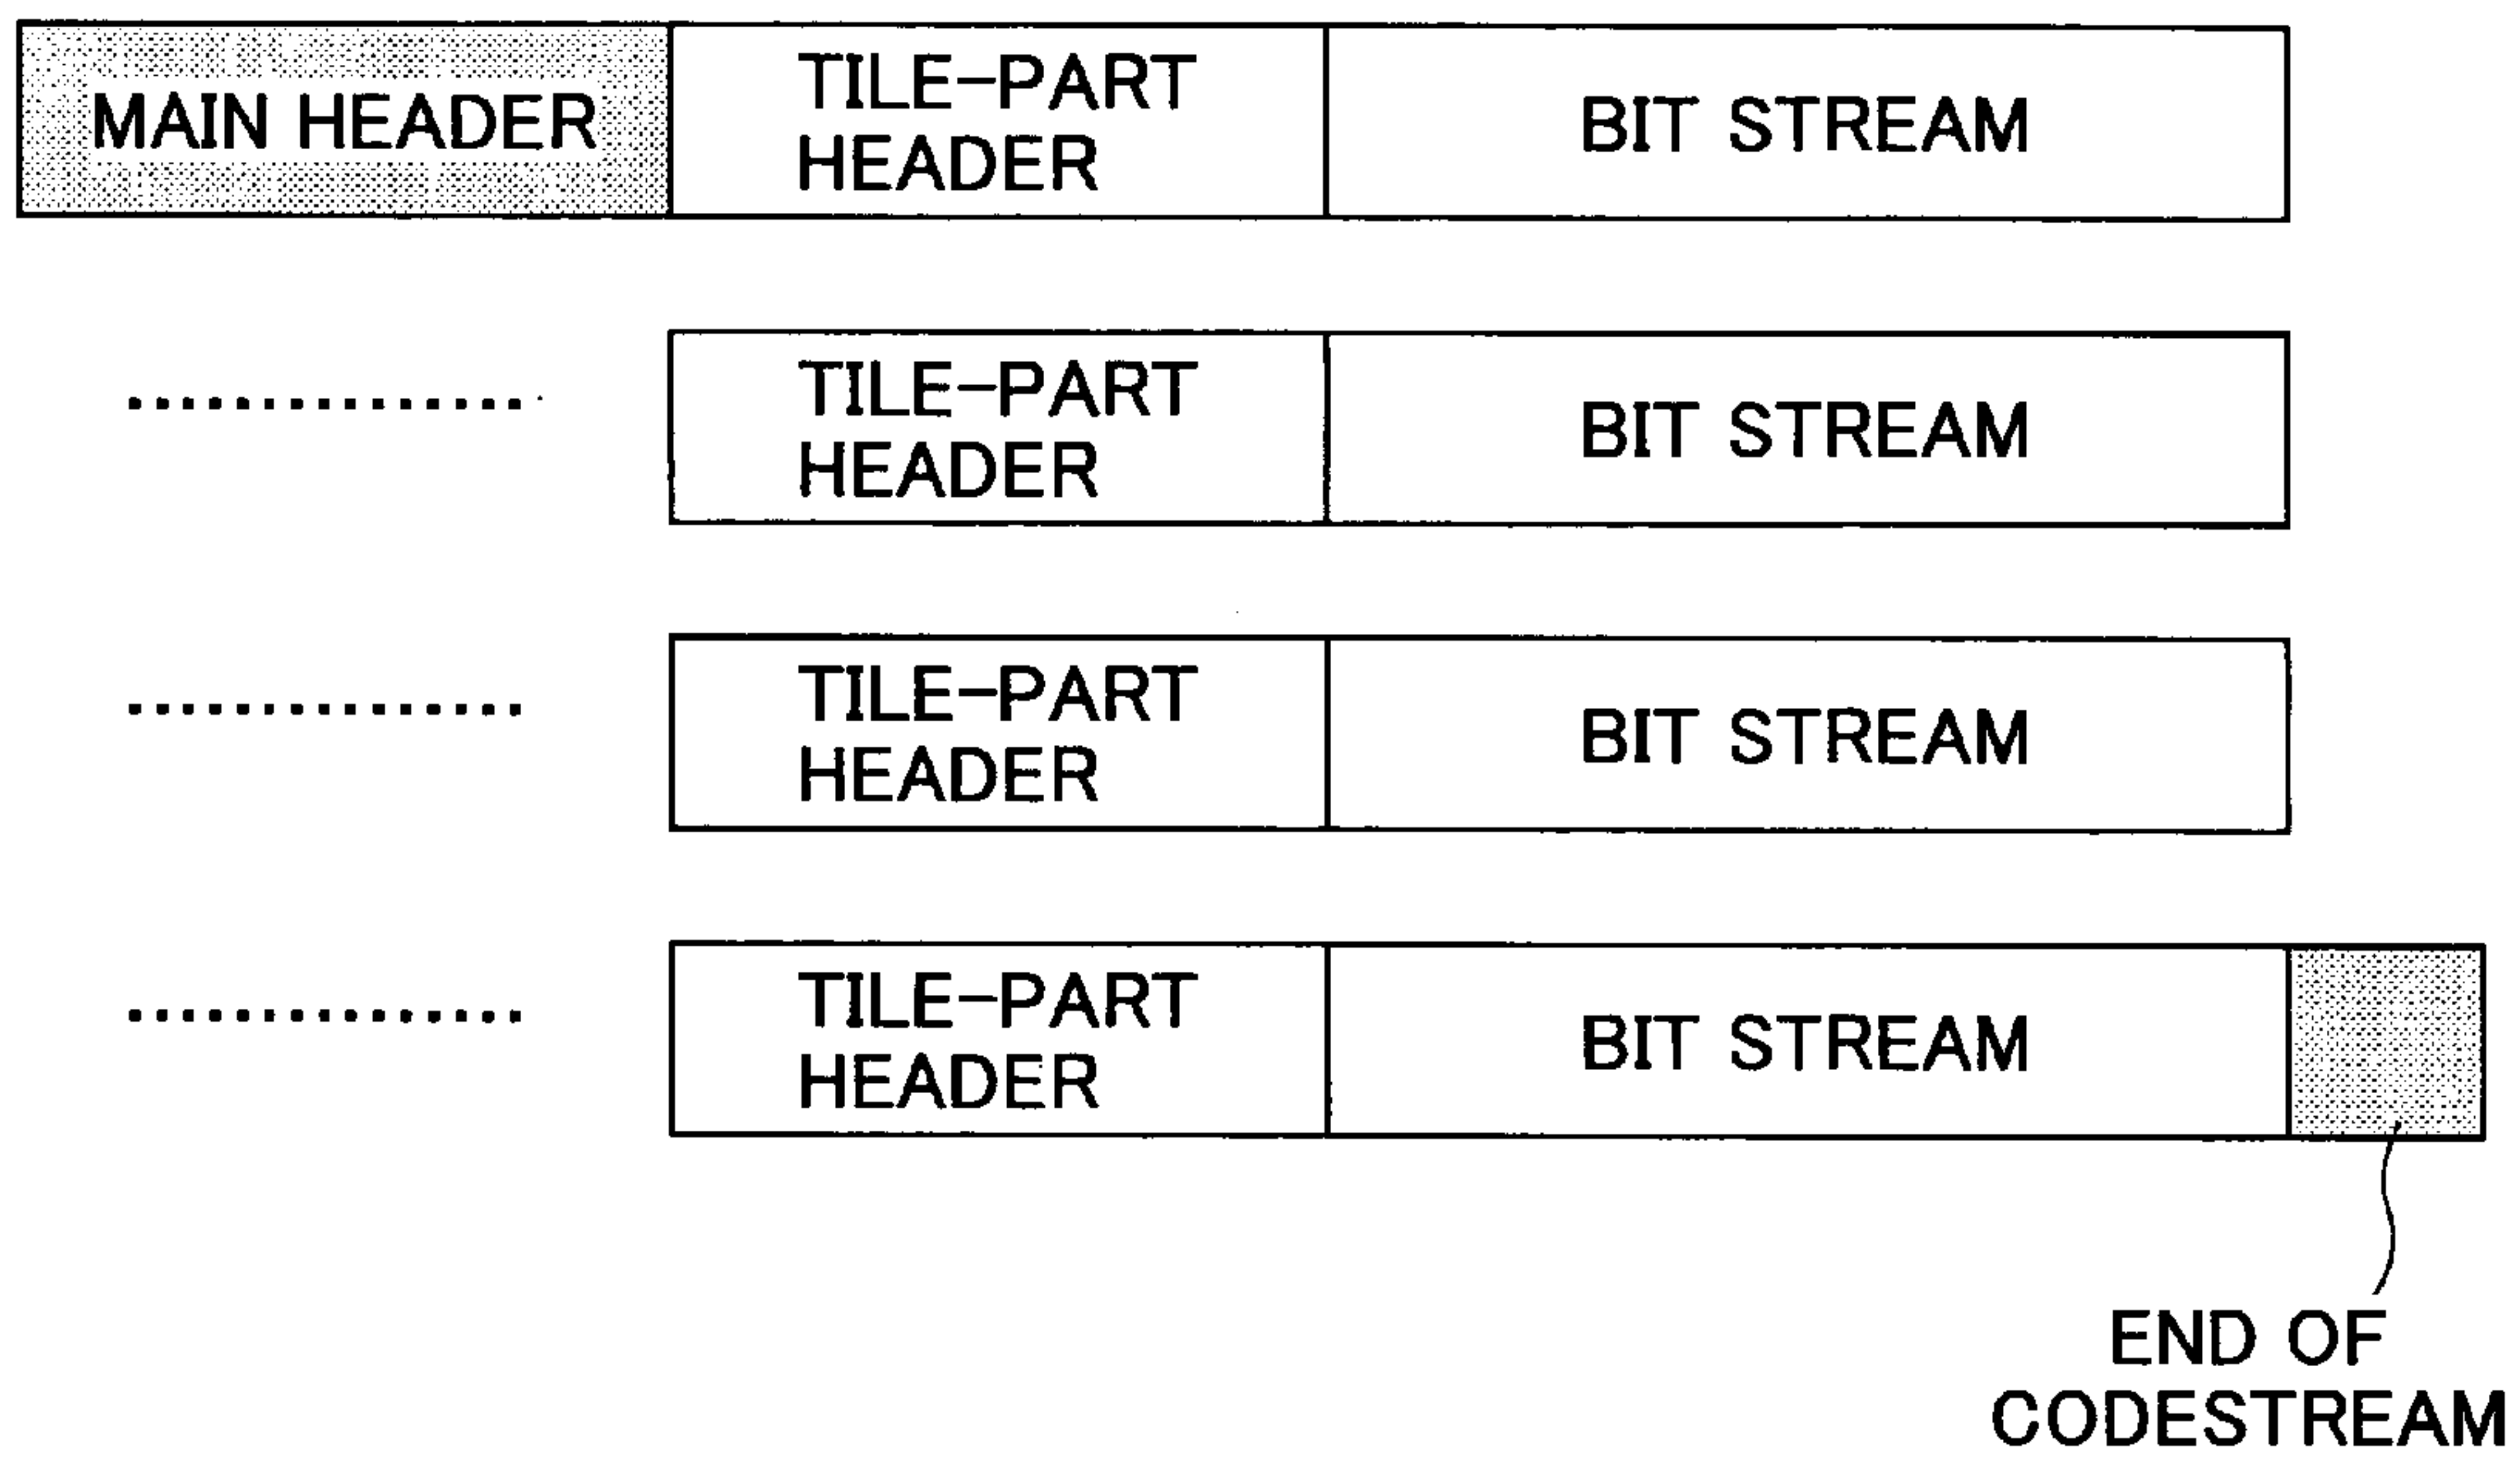 MAIN HEADER
TILE-PART
HEADER
BIT STREAM
TILE-PART
HEADER
BIT STREAM
TILE-PART
HEADER
BIT STREAM
TILE-PART
HEADER
BIT STREAM
END OF
CODESTREAM